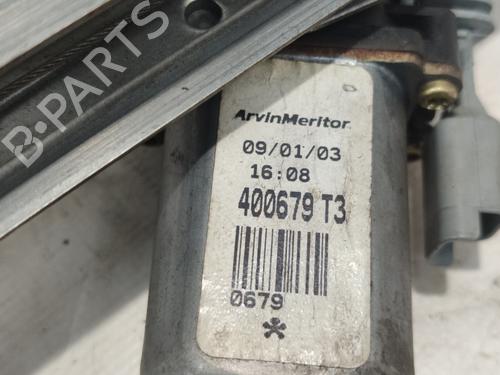 B-PARTS
ArvinMeritor
09/01/03
16:08
400679 T3
0679
*